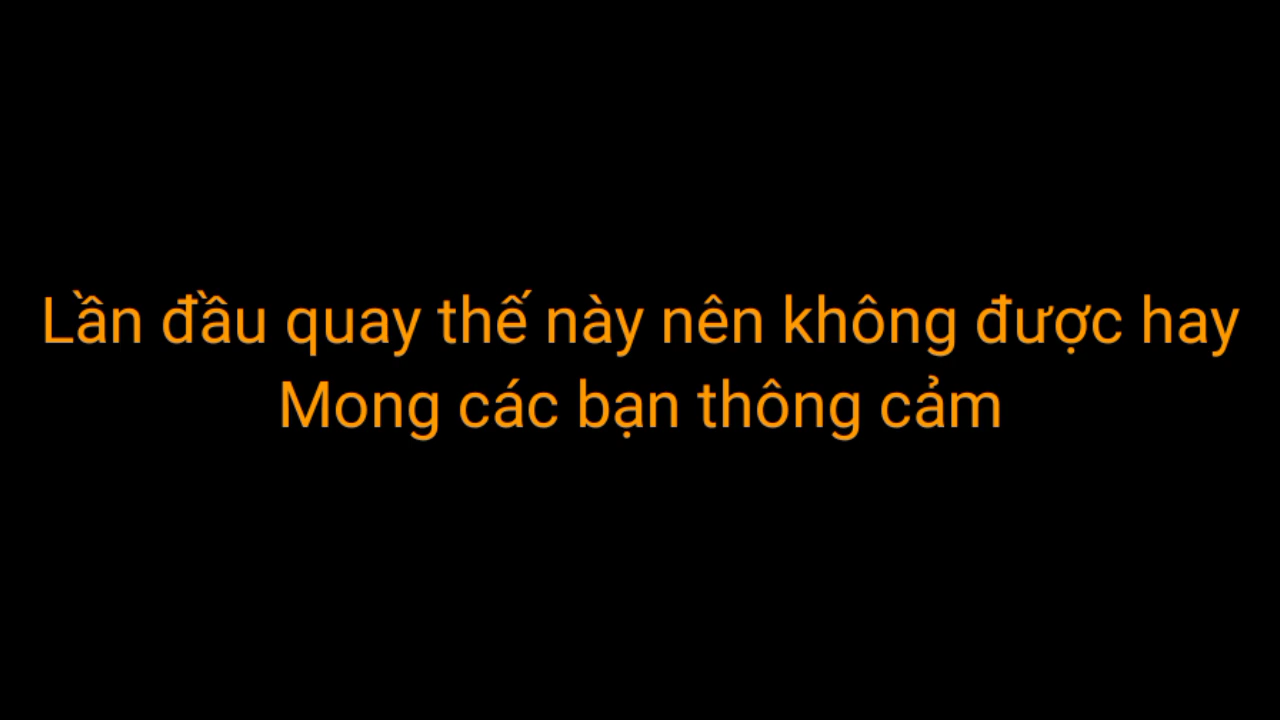 Lần đầu quay thế này nên không được hay
Mong các bạn thông cảm